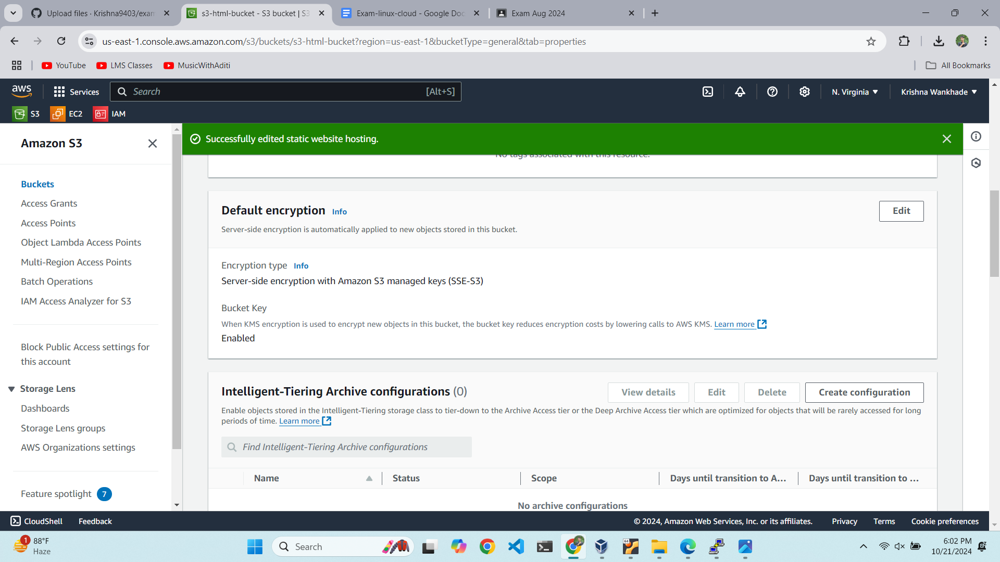 Upload files · Krishna9403/exam
s3-html-bucket - S3 bucket | S3
Exam-linux-cloud - Google Doc
Exam Aug 2024
us-east-1.console.aws.amazon.com/s3/buckets/s3-html-bucket?region=us-east-1&bucketType=general&tab=properties
YouTube
LMS Classes
MusicWithAditi
All Bookmarks
aws
Services
Search
[Alt+S]
N. Virginia
Krishna Wankhade
S3
EC2
IAM
Amazon S3
Buckets
Access Grants
Access Points
Object Lambda Access Points
Multi-Region Access Points
Batch Operations
IAM Access Analyzer for S3
Block Public Access settings for
this account
Storage Lens
Dashboards
Storage Lens groups
AWS Organizations settings
Feature spotlight 7
Successfully edited static website hosting.
No tags associated with this resource.
Default encryption Info
Edit
Server-side encryption is automatically applied to new objects stored in this bucket.
Encryption type Info
Server-side encryption with Amazon S3 managed keys (SSE-S3)
Bucket Key
When KMS encryption is used to encrypt new objects in this bucket, the bucket key reduces encryption costs by lowering calls to AWS KMS. Learn more
Enabled
Intelligent-Tiering Archive configurations (0)
View details
Edit
Delete
Create configuration
Enable objects stored in the Intelligent-Tiering storage class to tier-down to the Archive Access tier or the Deep Archive Access tier which are optimized for objects that will be rarely accessed for long
periods of time. Learn more
Find Intelligent-Tiering Archive configurations
Name
Status
Scope
Days until transition to A...
Days until transition to ...
No archive configurations
CloudShell
Feedback
© 2024, Amazon Web Services, Inc. or its affiliates.
Privacy
Terms
Cookie preferences
1
88°F
Haze
Search
64
6:02 PM
10/21/2024